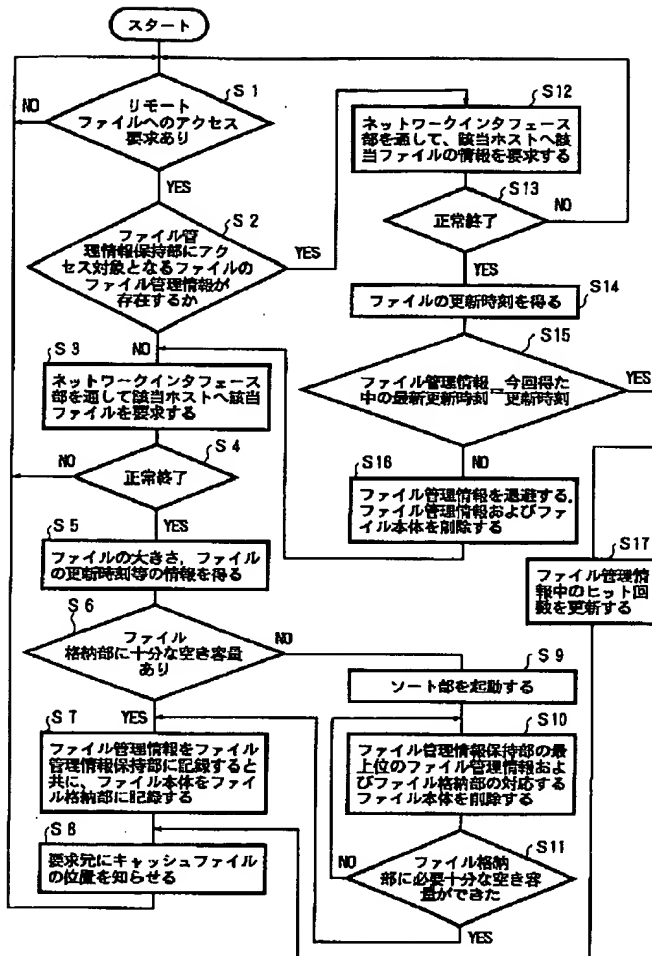 スタート
S1
リモート
ファイルへのアクセス
要求あり
NO
YES
S2
ファイル管
理情報保持部にアク
セス対象となるファイルの
ファイル管理情報が
存在するか
YES
NO
S3
ネットワークインタフェース
部を通して該当ホストへ該当
ファイルを要求する
S4
正常終了
NO
YES
S5
ファイルの大きさ,ファイル
の更新時刻等の情報を得る
S6
ファイル
格納部に十分な空き容量
あり
NO
YES
S7
ファイル管理情報をファイル
管理情報保持部に記録すると
共に、ファイル本体をファイ
ル格納部に記録する
S8
要求元にキャッシュファイル
の位置を知らせる
S9
ソート部を起動する
S10
ファイル管理情報保持部の最
上位のファイル管理情報およ
びファイル格納部の対応する
ファイル本体を削除する
S11
ファイル格納
部に必要十分な空き容
量ができた
NO
YES
S12
ネットワークインタフェース
部を通して、該当ホストへ該
当ファイルの情報を要求する
S13
正常終了
NO
YES
S14
ファイルの更新時刻を得る
S15
ファイル管理情報 今回得た
中の最新更新時刻 更新時刻
YES
NO
S16
ファイル管理情報を退避する,
ファイル管理情報およびファ
イル本体を削除する
S17
ファイル管理情
報中のヒット回
数を更新する